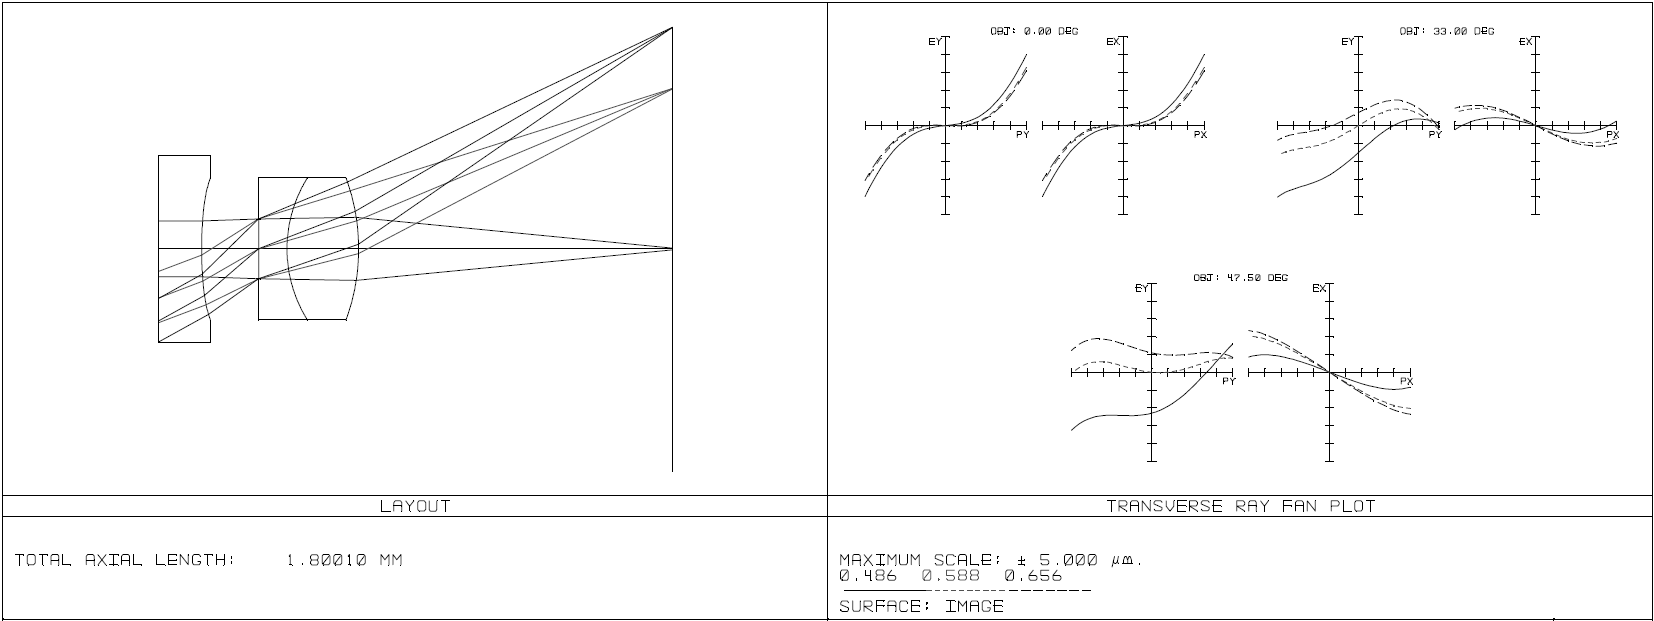 OBJ: 0.00 DEG
EY
PY
EX
PX
OBJ: 33.00 DEG
EY
PY
EX
PX
OBJ: 47.50 DEG
EY
PY
EX
PX
LAYOUT
TRANSVERSE RAY FAN PLOT
TOTAL AXIAL LENGTH: 1.80010 MM
MAXIMUM SCALE: ± 5.000 µm.
0.486 0.588 0.656
SURFACE: IMAGE